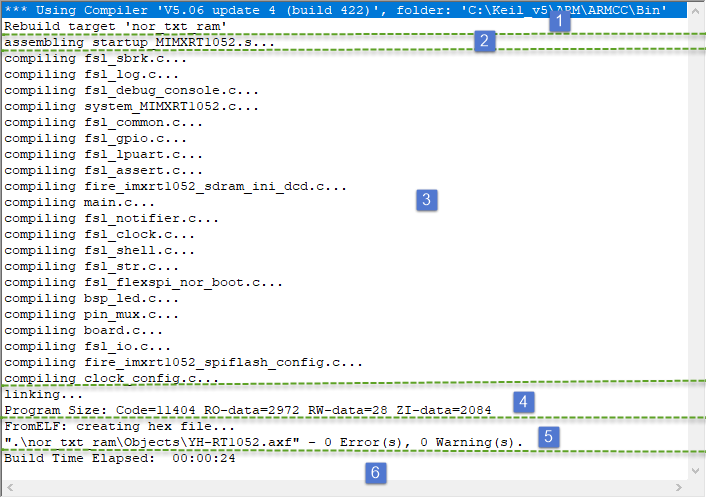 *** Using Compiler 'V5.06 update 4 (build 422)', folder: 'C:\Keil_v5\ARM\ARMCC\Bin'
1
Rebuild target 'nor_txt_ram'
assembling startup_MIMXRT1052.s...
2
compiling fsl_sbrk.c...
compiling fsl_log.c...
compiling fsl_debug_console.c...
compiling system_MIMXRT1052.c...
compiling fsl_common.c...
compiling fsl_gpio.c...
compiling fsl_lpuart.c...
compiling fsl_assert.c...
compiling fire_imxrt1052_sdram_ini_dcd.c...
compiling main.c...
3
compiling fsl_notifier.c...
compiling fsl_clock.c...
compiling fsl_shell.c...
compiling fsl_str.c...
compiling fsl_flexspi_nor_boot.c...
compiling bsp_led.c...
compiling pin_mux.c...
compiling board.c...
compiling fsl_io.c...
compiling fire_imxrt1052_spiflash_config.c...
compiling clock_config.c...
linking...
4
Program Size: Code=11404 RO-data=2972 RW-data=28 ZI-data=2084
FromELF: creating hex file...
".\nor_txt_ram\Objects\YH-RT1052.axf" - 0 Error(s), 0 Warning(s).
5
Build Time Elapsed:  00:00:24
6